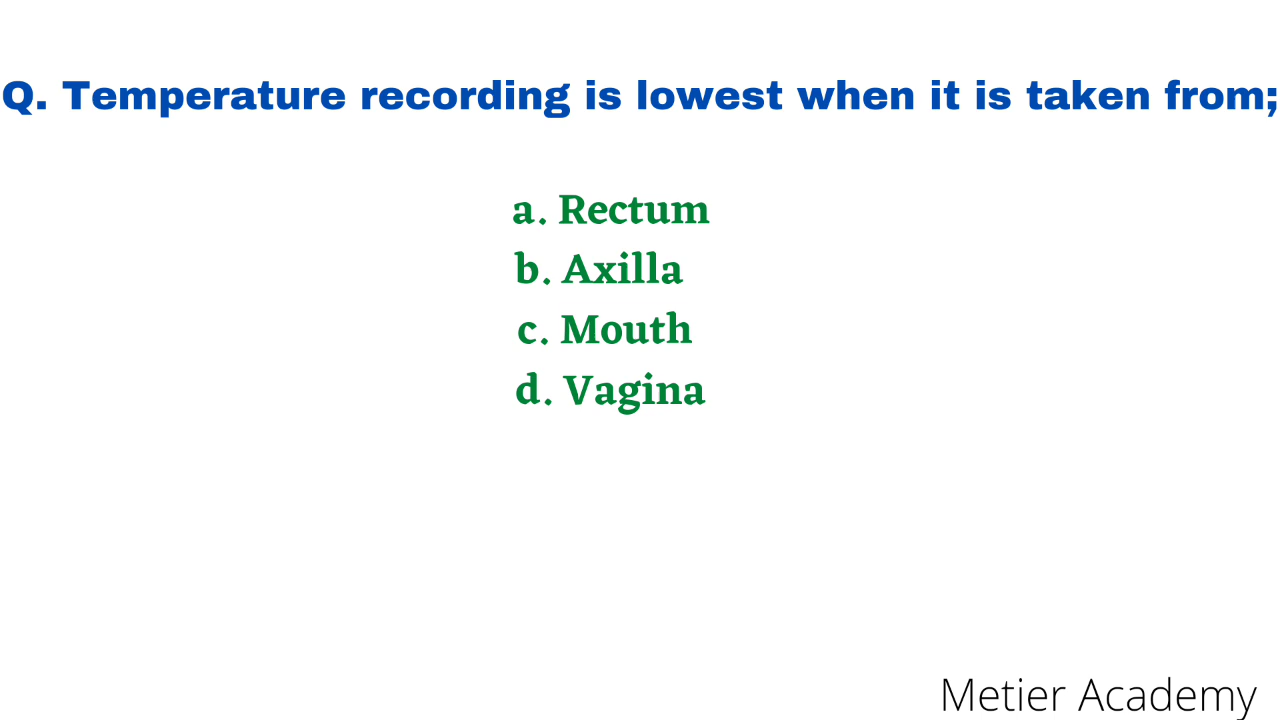 Q. Temperature recording is lowest when it is taken from;
a. Rectum
b. Axilla
c. Mouth
d. Vagina
Metier Academy